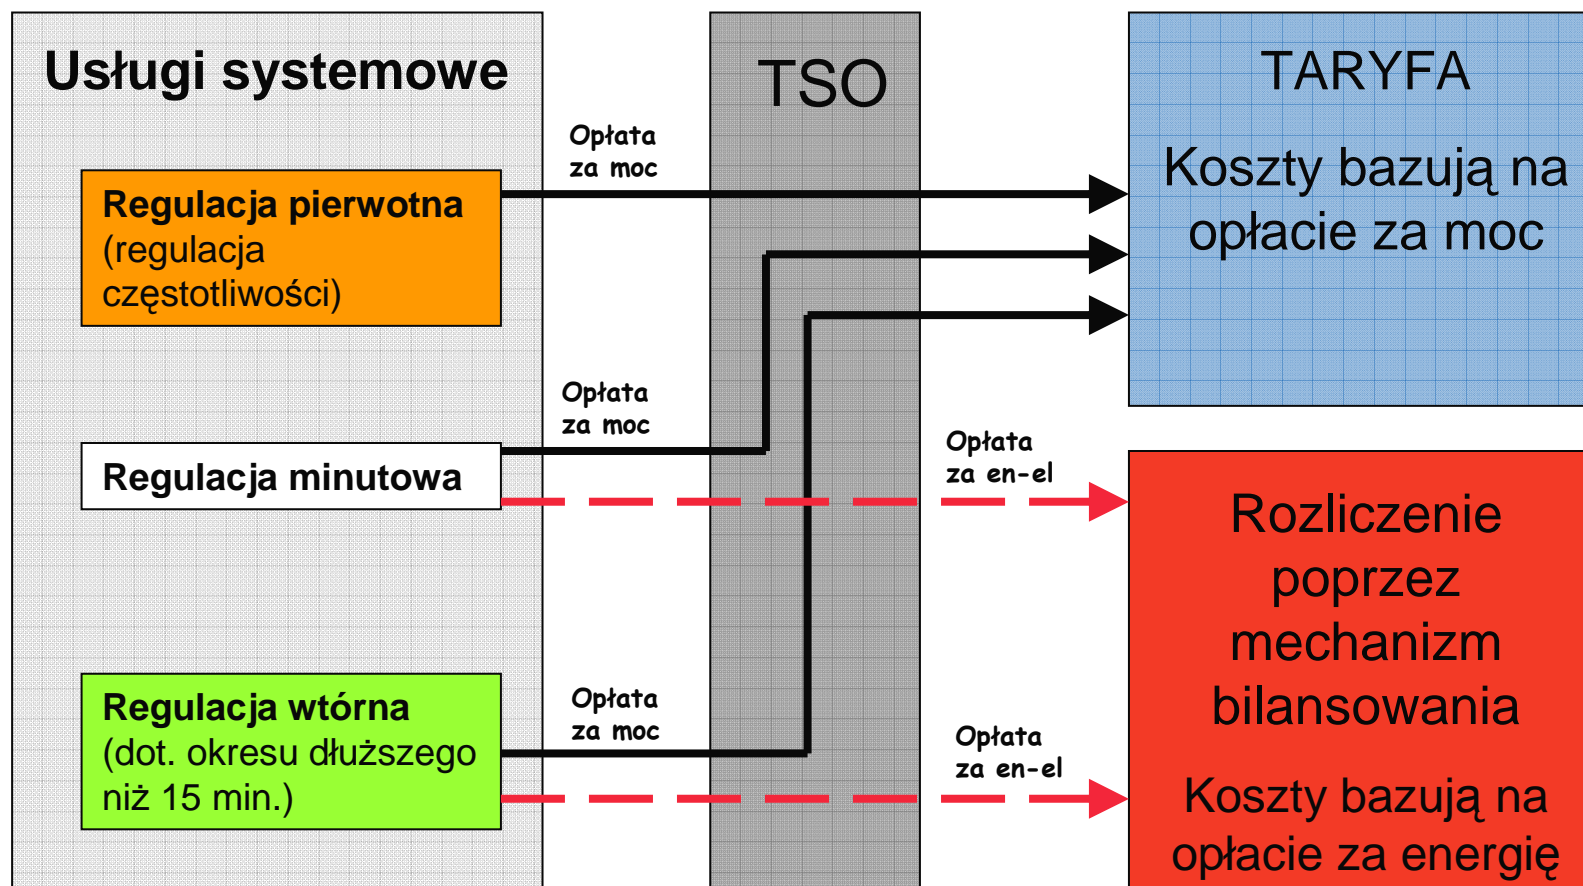 Usługi systemowe
Regulacja pierwotna
(regulacja
częstotliwości)
Regulacja minutowa
Regulacja wtórna
(dot. okresu dłuższego
niż 15 min.)
Opłata
za moc
Opłata
za moc
Opłata
za moc
TSO
Opłata
za en-el
Opłata
za en-el
TARYFA
Koszty bazują na
opłacie za moc
Rozliczenie
poprzez
mechanizm
bilansowania
Koszty bazują na
opłacie za energię